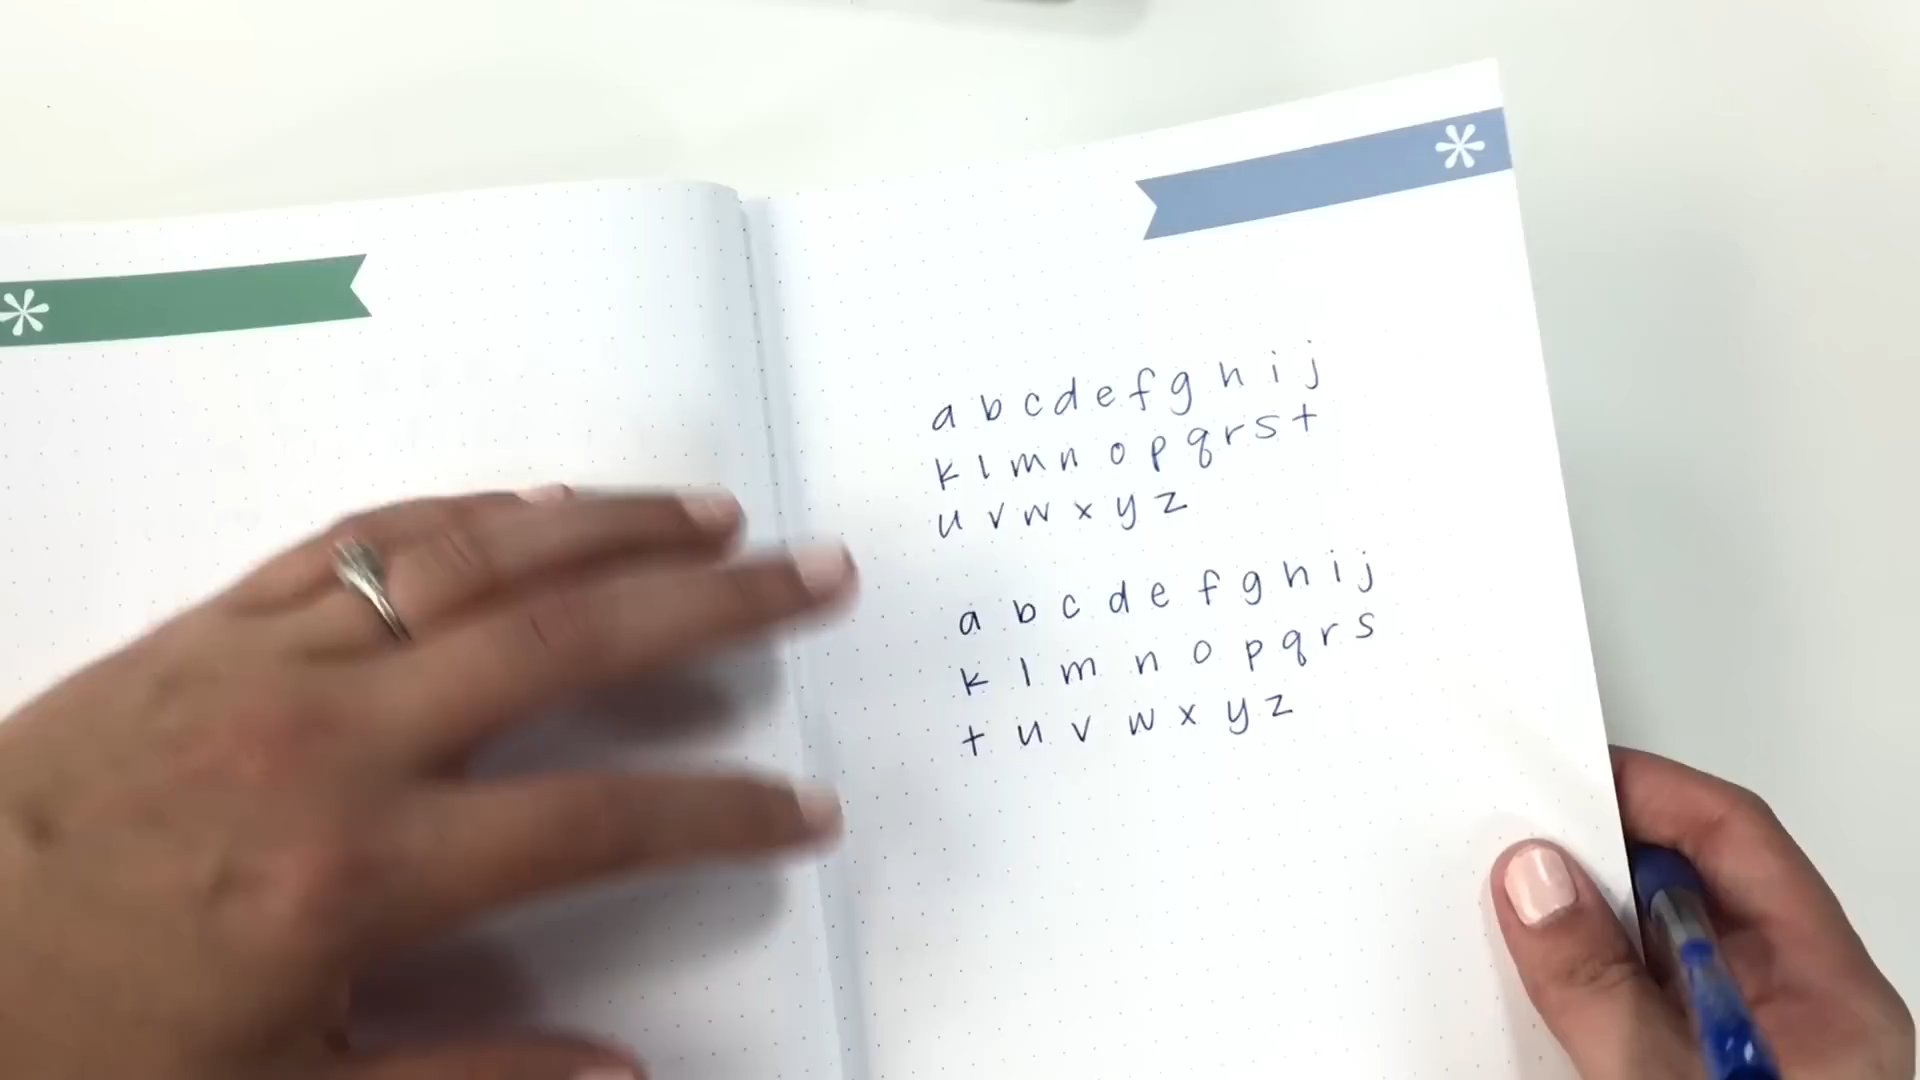 a b c d e f g h i j
k l m n o p q r s t
u v w x y z
a b c d e f g h i j
k l m n o p q r s
t u v w x y z